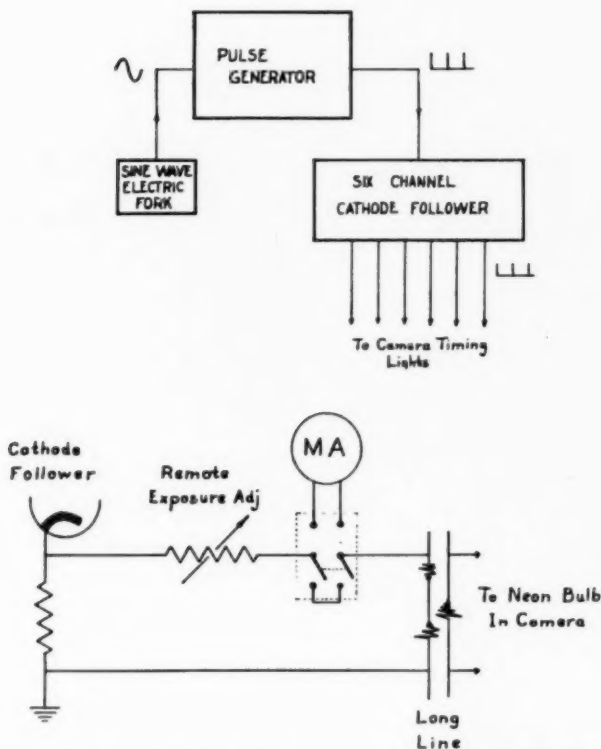 PULSE
GENERATOR
SINE WAVE
ELECTRIC
FORK
SIX CHANNEL
CATHODE FOLLOWER
To Camera Timing
Lights
Cathode
Follower
Remote
Exposure Adj
MA
To Neon Bulb
In Camera
Long
Line